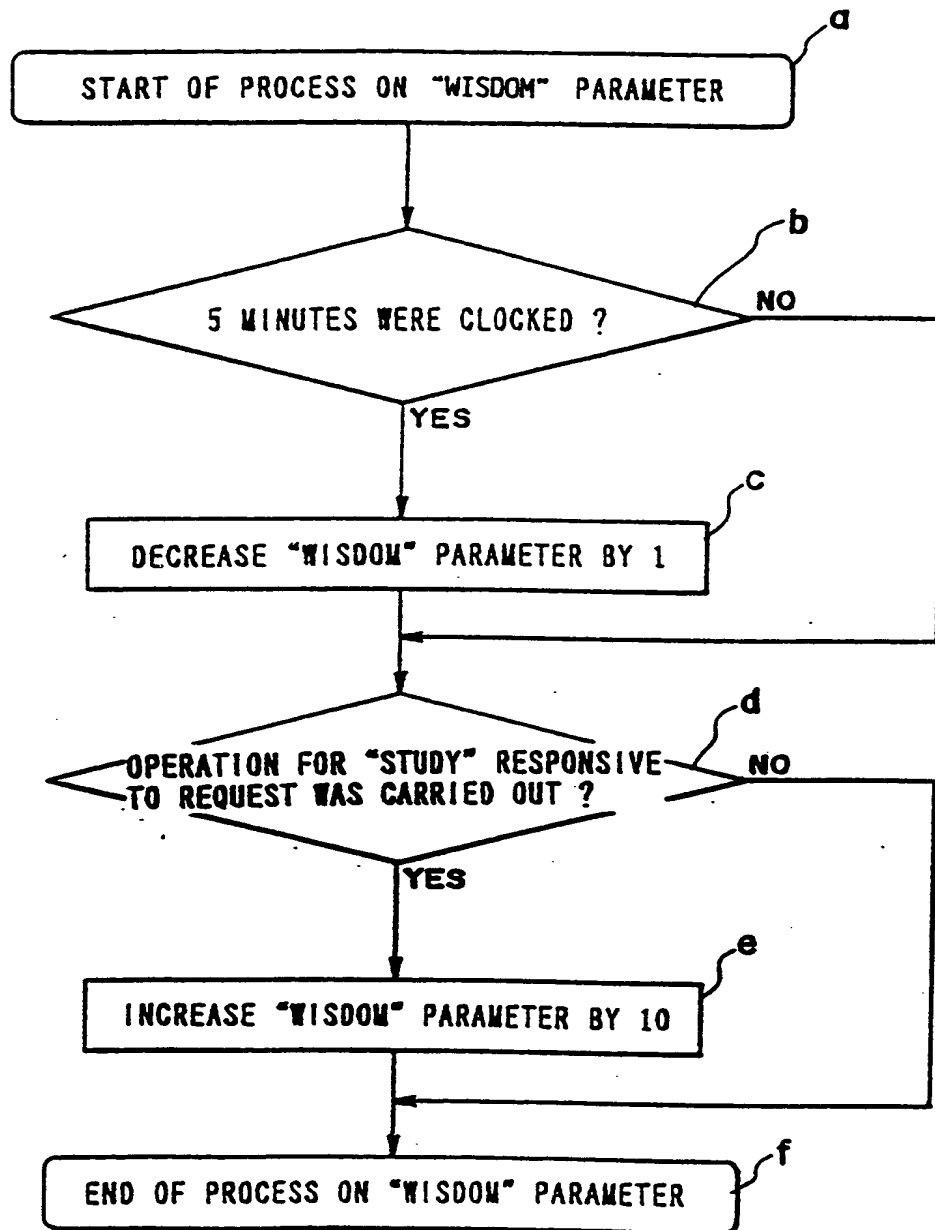 a
START OF PROCESS ON "WISDOM" PARAMETER
b
5 MINUTES WERE CLOCKED ?
NO
YES
c
DECREASE "WISDOM" PARAMETER BY 1
d
OPERATION FOR "STUDY" RESPONSIVE
TO REQUEST WAS CARRIED OUT ?
NO
YES
e
INCREASE "WISDOM" PARAMETER BY 10
f
END OF PROCESS ON "WISDOM" PARAMETER